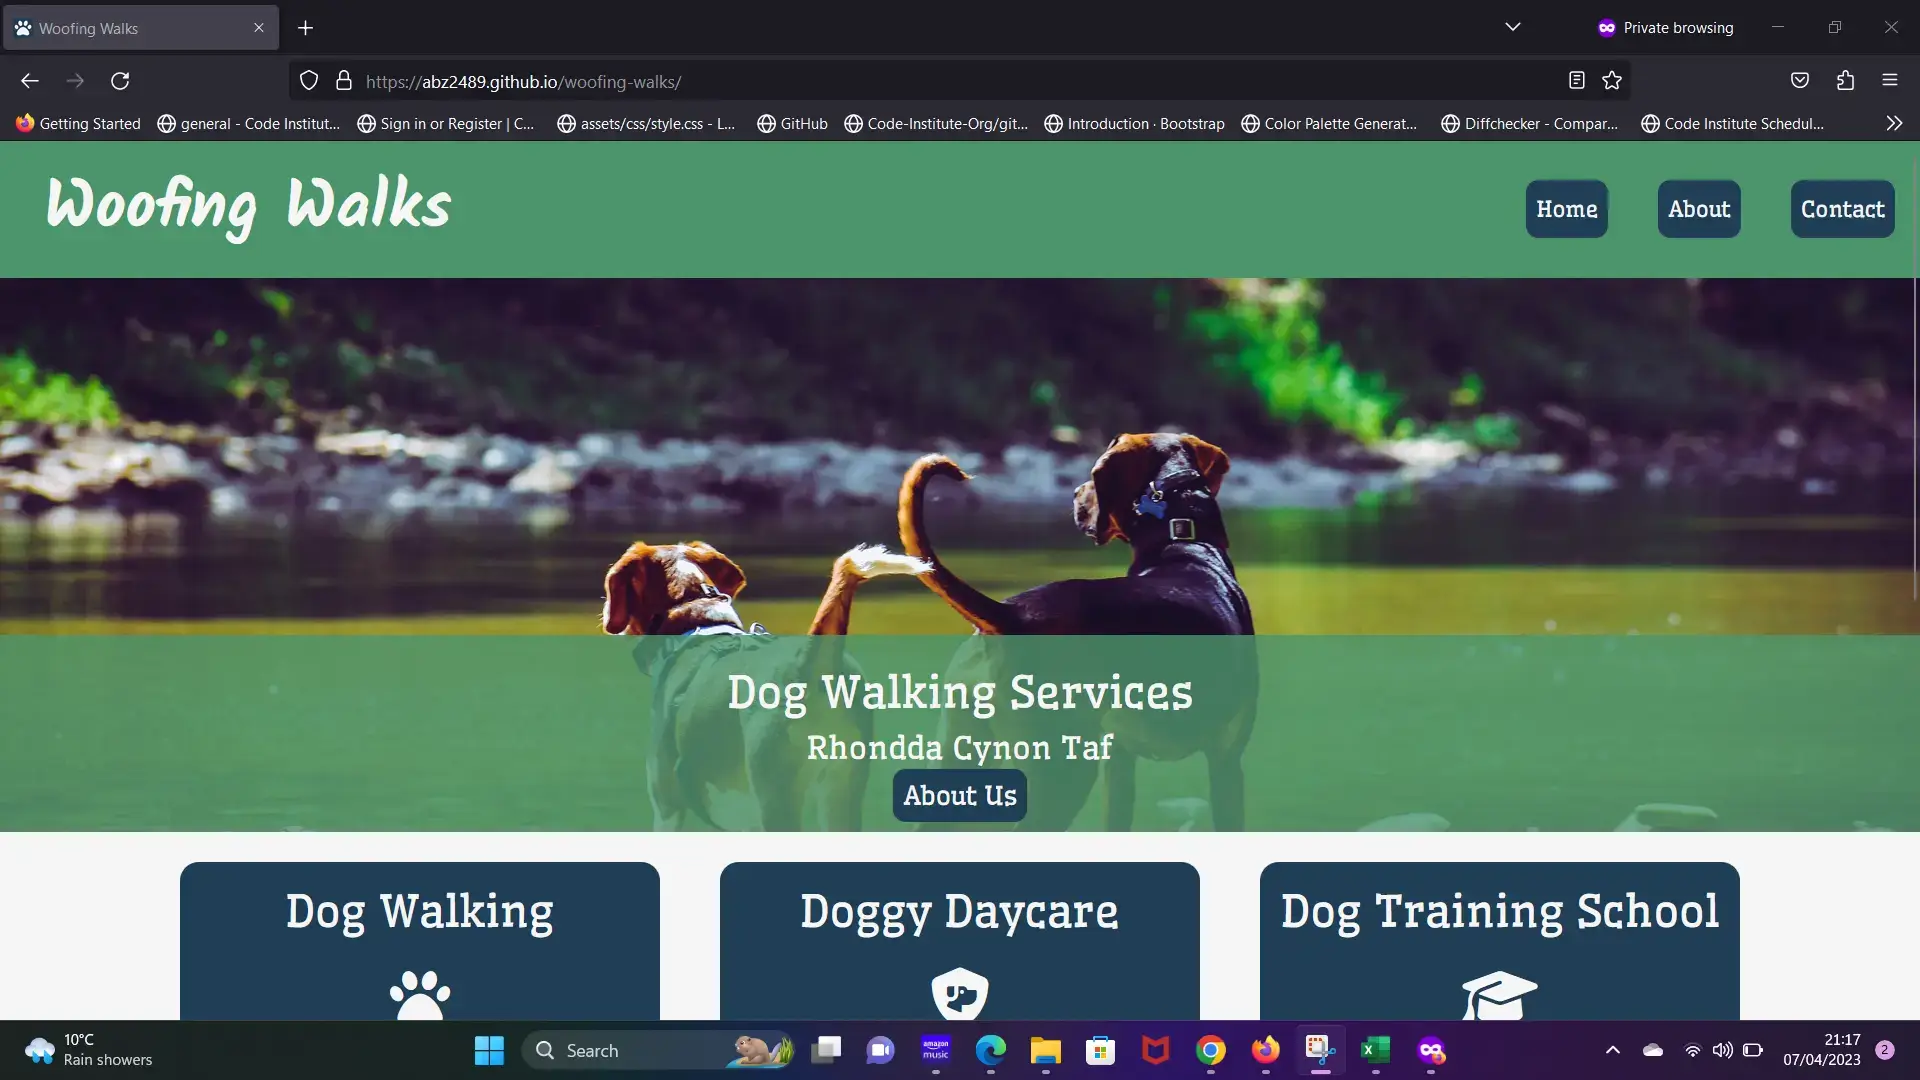 Woofing Walks
Private browsing
https://abz2489.github.io/woofing-walks/
Getting Started
general - Code Institut...
Sign in or Register | C...
assets/css/style.css - L...
GitHub
Code-Institute-Org/git...
Introduction · Bootstrap
Color Palette Generat...
Diffchecker - Compar...
Code Institute Schedul...
Woofing Walks
Home
About
Contact
Dog Walking Services
Rhondda Cynon Taf
About Us
Dog Walking
Doggy Daycare
Dog Training School
10°C
Rain showers
Search
amazon
music
21:17
07/04/2023
2